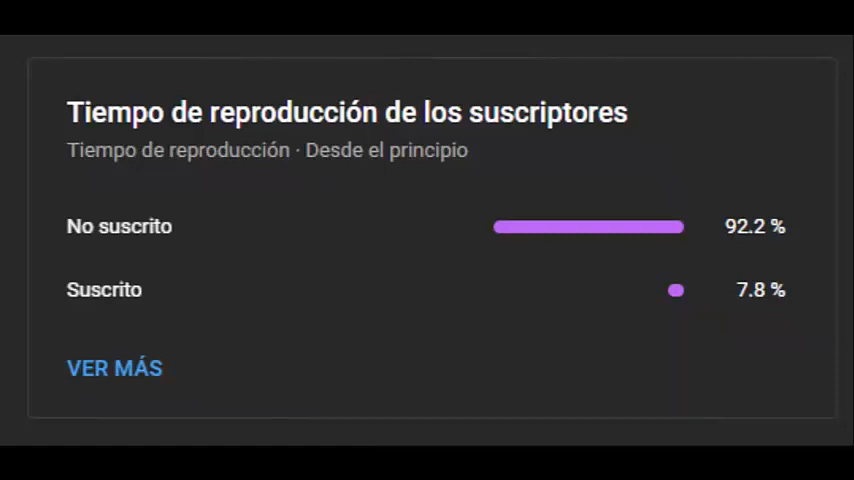 Tiempo de reproducción de los suscriptores
Tiempo de reproducción · Desde el principio
No suscrito 92.2 %
Suscrito 7.8 %
VER MÁS